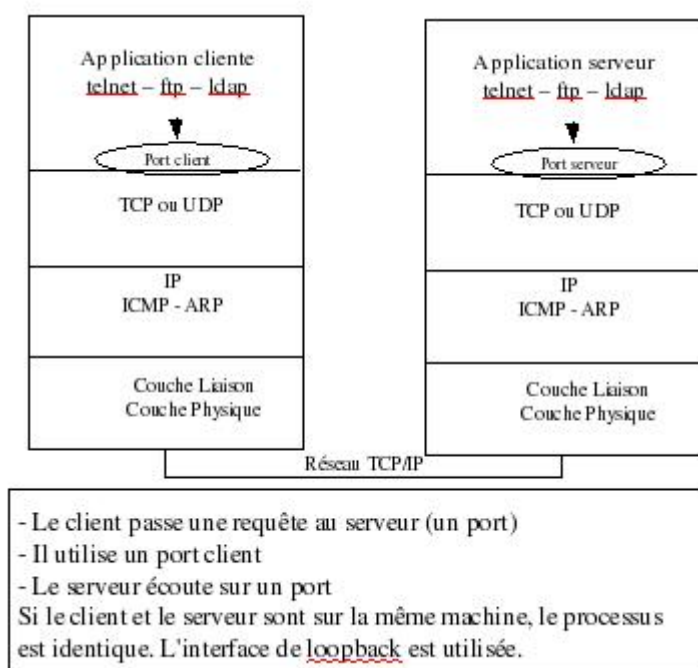 Application cliente
telnet – ftp – ldap
Port client
TCP ou UDP
IP
ICMP - ARP
Couche Liaison
Couche Physique
Application serveur
telnet – ftp – ldap
Port serveur
TCP ou UDP
IP
ICMP - ARP
Couche Liaison
Couche Physique
Réseau TCP/IP
- Le client passe une requête au serveur (un port)
- Il utilise un port client
- Le serveur écoute sur un port
Si le client et le serveur sont sur la même machine, le processus
est identique. L'interface de loopback est utilisée.